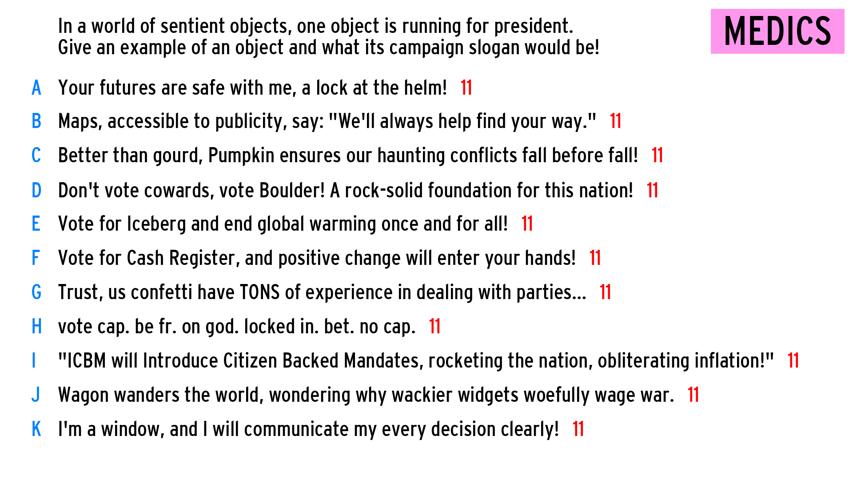 In a world of sentient objects, one object is running for president.
Give an example of an object and what its campaign slogan would be!
MEDICS
A Your futures are safe with me, a lock at the helm! 11
B Maps, accessible to publicity, say: "We'll always help find your way." 11
C Better than gourd, Pumpkin ensures our haunting conflicts fall before fall! 11
D Don't vote cowards, vote Boulder! A rock-solid foundation for this nation! 11
E Vote for Iceberg and end global warming once and for all! 11
F Vote for Cash Register, and positive change will enter your hands! 11
G Trust, us confetti have TONS of experience in dealing with parties... 11
H vote cap. be fr. on god. locked in. bet. no cap. 11
I "ICBM will Introduce Citizen Backed Mandates, rocketing the nation, obliterating inflation!" 11
J Wagon wanders the world, wondering why wackier widgets woefully wage war. 11
K I'm a window, and I will communicate my every decision clearly! 11